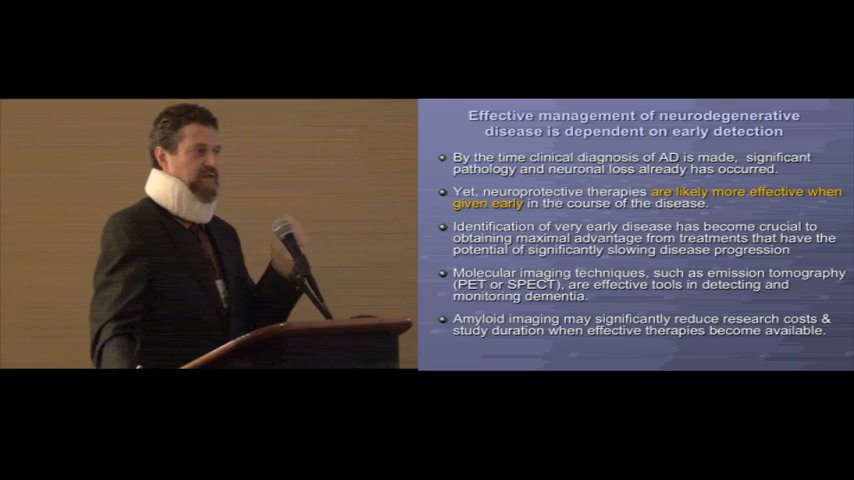 Effective management of neurodegenerative
disease is dependent on early detection
By the time clinical diagnosis of AD is made, significant
pathology and neuronal loss already has occurred.
Yet, neuroprotective therapies are likely more effective when
given early in the course of the disease.
Identification of very early disease has become crucial to
obtaining maximal advantage from treatments that have the
potential of significantly slowing disease progression
Molecular imaging techniques, such as emission tomography
(PET or SPECT), are effective tools in detecting and
monitoring dementia.
Amyloid imaging may significantly reduce research costs &
study duration when effective therapies become available.